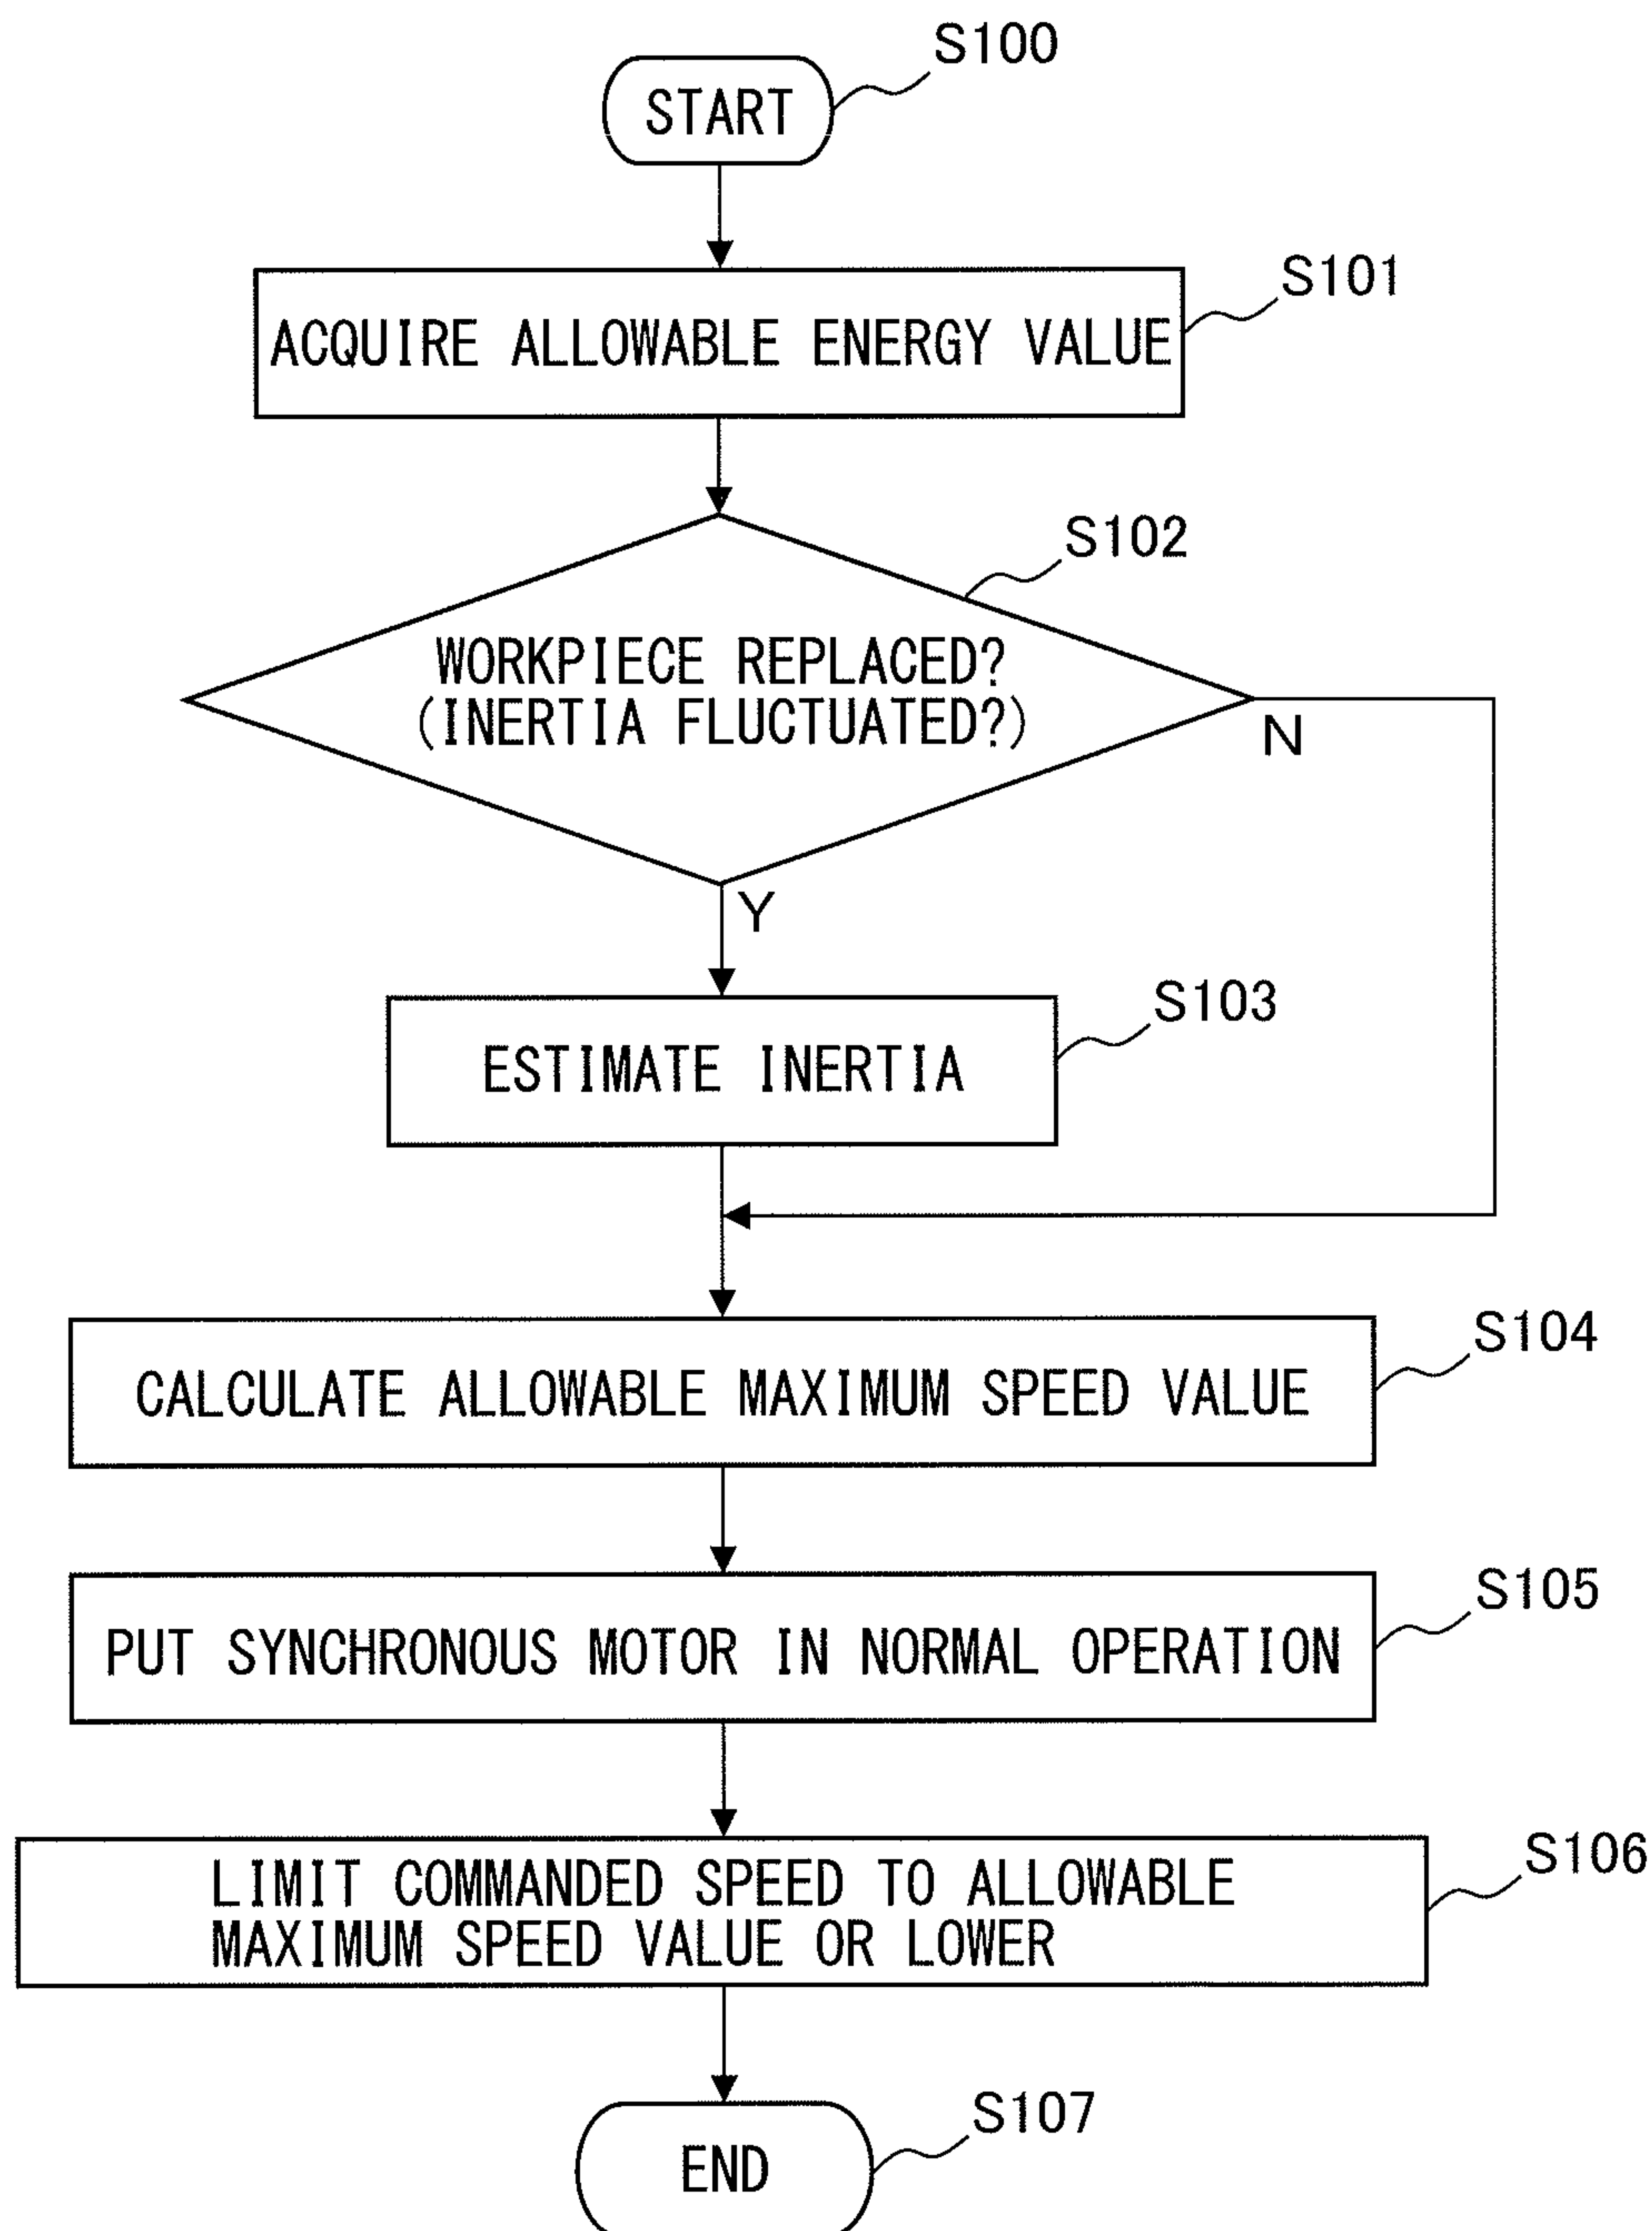 S100
START
S101
ACQUIRE ALLOWABLE ENERGY VALUE
S102
WORKPIECE REPLACED?
(INERTIA FLUCTUATED?)
N
Y
S103
ESTIMATE INERTIA
S104
CALCULATE ALLOWABLE MAXIMUM SPEED VALUE
S105
PUT SYNCHRONOUS MOTOR IN NORMAL OPERATION
S106
LIMIT COMMANDED SPEED TO ALLOWABLE
MAXIMUM SPEED VALUE OR LOWER
S107
END